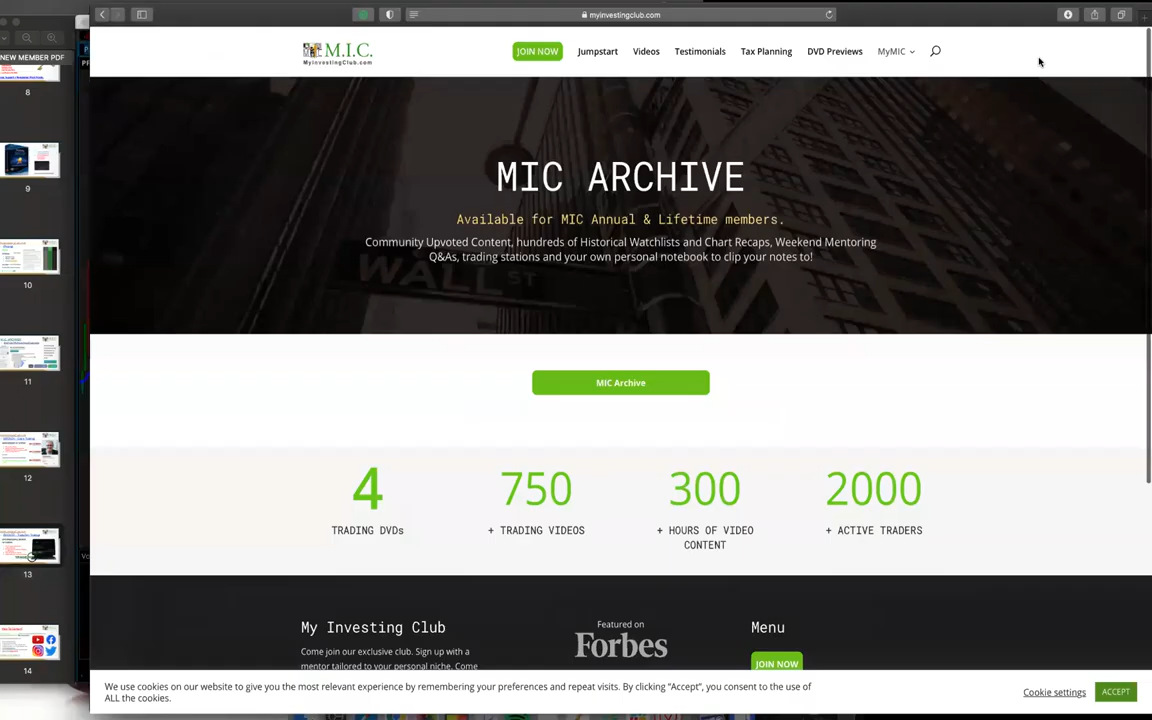 myinvestingclub.com
NEW MEMBER PDF
8
9
10
11
12
13
14
M.I.C.
MyInvestingClub.com
JOIN NOW
Jumpstart
Videos
Testimonials
Tax Planning
DVD Previews
MyMIC
MIC ARCHIVE
Available for MIC Annual & Lifetime members.
Community Upvoted Content, hundreds of Historical Watchlists and Chart Recaps, Weekend Mentoring
Q&As, trading stations and your own personal notebook to clip your notes to!
WALL ST
MIC Archive
4
750
300
2000
TRADING DVDs
+ TRADING VIDEOS
+ HOURS OF VIDEO
CONTENT
+ ACTIVE TRADERS
My Investing Club
Come join our exclusive club. Sign up with a
mentor tailored to your personal niche. Come
Featured on
Forbes
Menu
JOIN NOW
We use cookies on our website to give you the most relevant experience by remembering your preferences and repeat visits. By clicking "Accept", you consent to the use of
ALL the cookies.
Cookie settings
ACCEPT